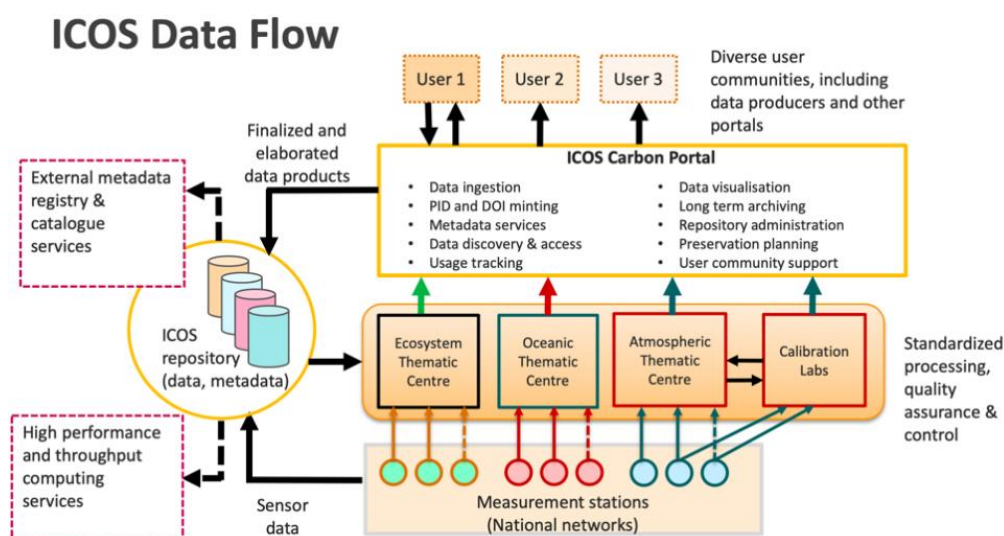 ICOS Data Flow
User 1
User 2
User 3
Diverse user
communities, including
data producers and other
portals
Finalized and
elaborated
data products
ICOS Carbon Portal
• Data ingestion
• PID and DOI minting
• Metadata services
• Data discovery & access
• Usage tracking
• Data visualisation
• Long term archiving
• Repository administration
• Preservation planning
• User community support
External metadata
registry &
catalogue
services
ICOS
repository
(data, metadata)
Ecosystem
Thematic
Centre
Oceanic
Thematic
Centre
Atmospheric
Thematic
Centre
Calibration
Labs
Standardized
processing,
quality
assurance &
control
High performance
and throughput
computing
services
Sensor
data
Measurement stations
(National networks)